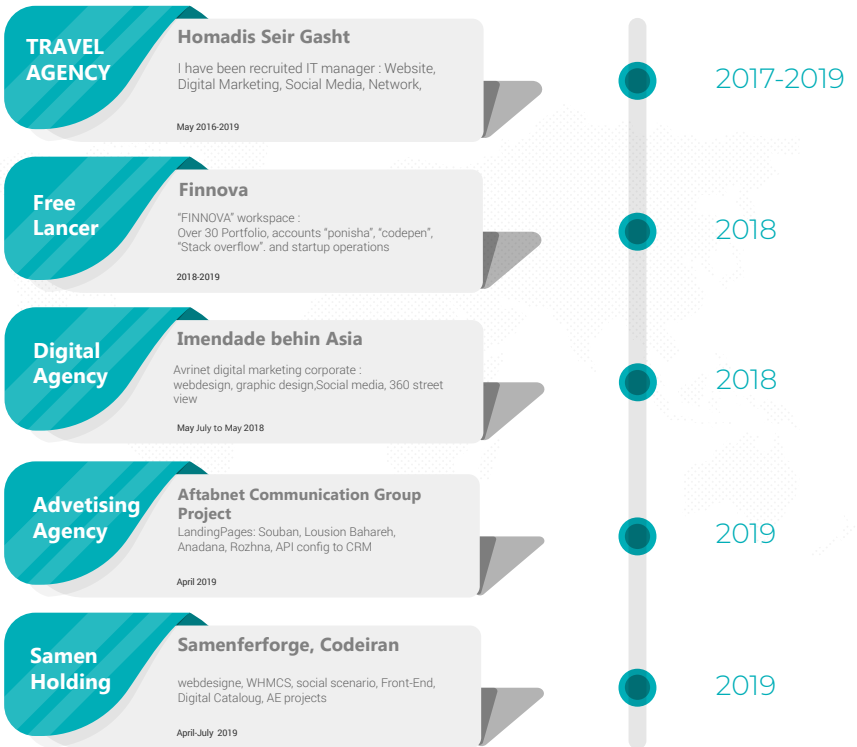 TRAVEL
AGENCY
Homadis Seir Gasht
I have been recruited IT manager : Website,
Digital Marketing, Social Media, Network,
May 2016-2019
2017-2019
Free
Lancer
Finnova
“FINNOVA” workspace :
Over 30 Portfolio, accounts “ponisha”, “codepen”,
“Stack overflow”. and startup operations
2018-2019
2018
Digital
Agency
Imendade behin Asia
Avrinet digital marketing corporate :
webdesign, graphic design,Social media, 360 street
view
May July to May 2018
2018
Advetising
Agency
Aftabnet Communication Group
Project
LandingPages: Souban, Lousion Bahareh,
Anadana, Rozhna, API config to CRM
April 2019
2019
Samen
Holding
Samenferforge, Codeiran
webdesigne, WHMCS, social scenario, Front-End,
Digital Cataloug, AE projects
April-July 2019
2019